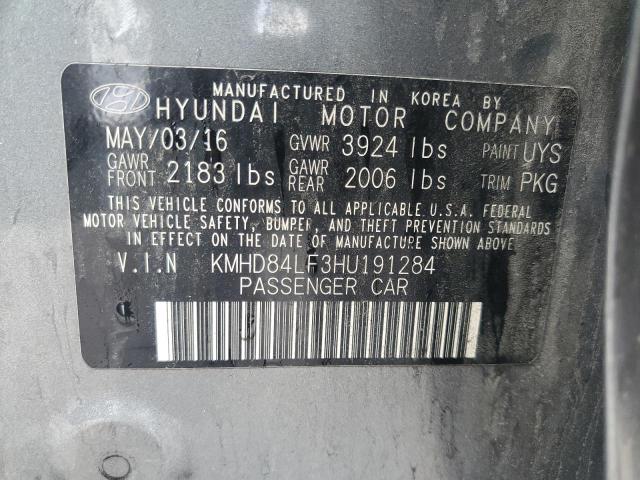 MANUFACTURED IN KOREA BY
HYUNDAI MOTOR COMPANY
MAY/03/16 GVWR 3924 lbs PAINT UYS
GAWR FRONT 2183 lbs GAWR REAR 2006 lbs TRIM PKG
THIS VEHICLE CONFORMS TO ALL APPLICABLE U.S.A. FEDERAL
MOTOR VEHICLE SAFETY, BUMPER, AND THEFT PREVENTION STANDARDS
IN EFFECT ON THE DATE OF MANUFACTURE SHOWN ABOVE.
V.I.N KMHD84LF3HU191284
PASSENGER CAR